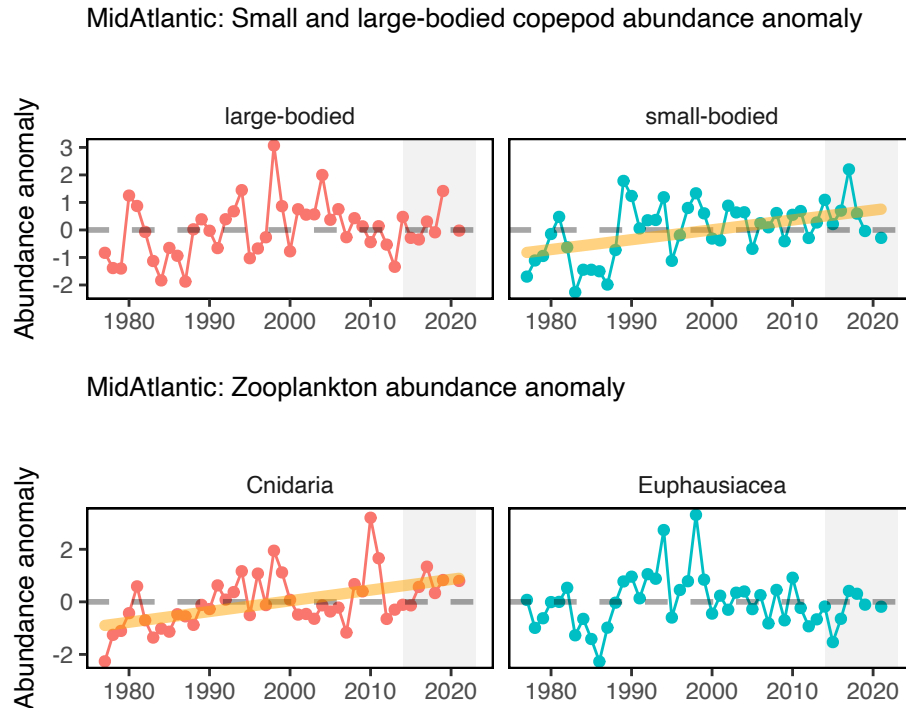 MidAtlantic: Small and large-bodied copepod abundance anomaly
large-bodied
small-bodied
Abundance anomaly
3
2
1
0
-1
-2
1980 1990 2000 2010 2020
1980 1990 2000 2010 2020
MidAtlantic: Zooplankton abundance anomaly
Cnidaria
Euphausiacea
Abundance anomaly
2
0
-2
1980 1990 2000 2010 2020
1980 1990 2000 2010 2020